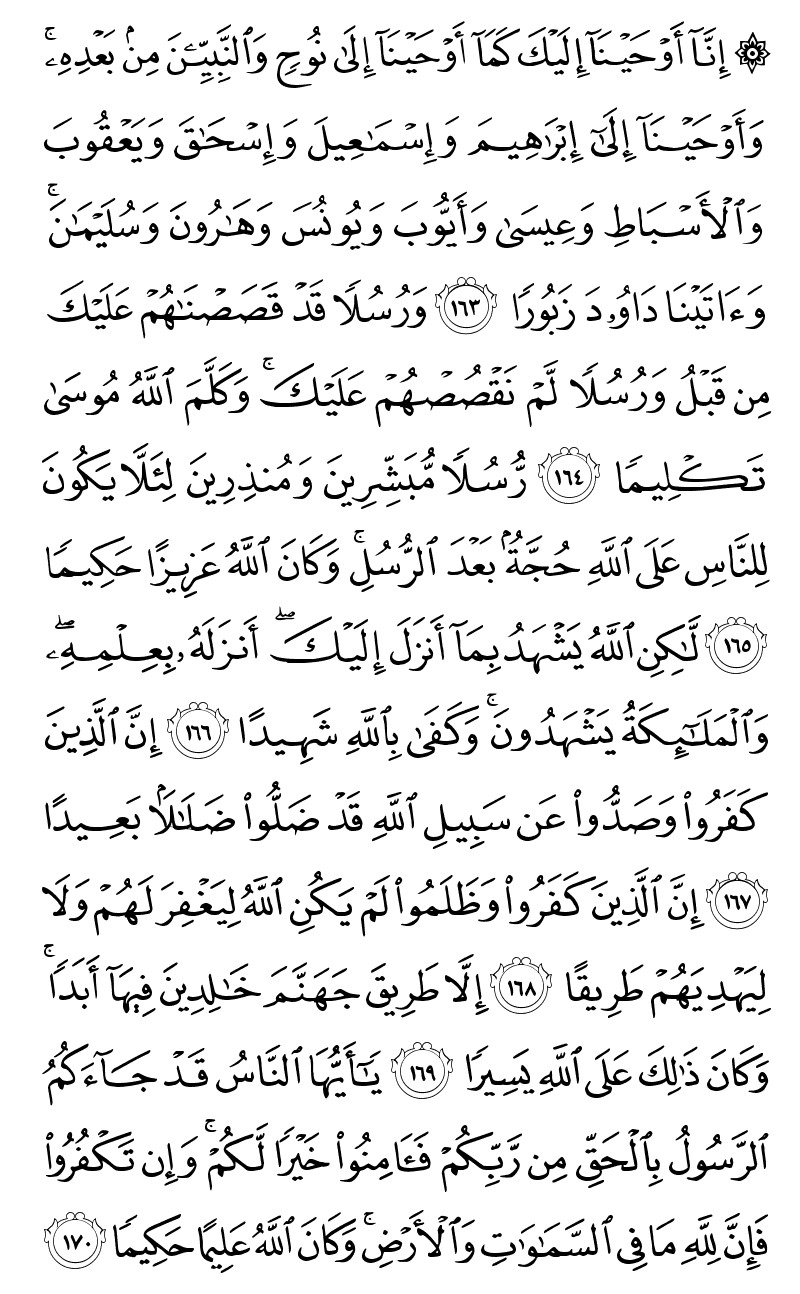 ۞ إِنَّآ أَوْحَيْنَآ إِلَيْكَ كَمَآ أَوْحَيْنَآ إِلَىٰ نُوحٍ وَٱلنَّبِيِّـۧنَ مِنۢ بَعْدِهِۦۚ
وَأَوْحَيْنَآ إِلَىٰٓ إِبْرَٰهِيمَ وَإِسْمَٰعِيلَ وَإِسْحَٰقَ وَيَعْقُوبَ
وَٱلْأَسْبَاطِ وَعِيسَىٰ وَأَيُّوبَ وَيُونُسَ وَهَٰرُونَ وَسُلَيْمَٰنَۚ
وَءَاتَيْنَا دَاوُۥدَ زَبُورًا ١٦٣ وَرُسُلًا قَدْ قَصَصْنَٰهُمْ عَلَيْكَ
مِن قَبْلُ وَرُسُلًا لَّمْ نَقْصُصْهُمْ عَلَيْكَۚ وَكَلَّمَ ٱللَّهُ مُوسَىٰ
تَكْلِيمًا ١٦٤ رُّسُلًا مُّبَشِّرِينَ وَمُنذِرِينَ لِئَلَّا يَكُونَ
لِلنَّاسِ عَلَى ٱللَّهِ حُجَّةٌۢ بَعْدَ ٱلرُّسُلِۚ وَكَانَ ٱللَّهُ عَزِيزًا حَكِيمًا
١٦٥ لَّٰكِنِ ٱللَّهُ يَشْهَدُ بِمَآ أَنزَلَ إِلَيْكَۖ أَنزَلَهُۥ بِعِلْمِهِۦۖ
وَٱلْمَلَٰٓئِكَةُ يَشْهَدُونَۚ وَكَفَىٰ بِٱللَّهِ شَهِيدًا ١٦٦ إِنَّ ٱلَّذِينَ
كَفَرُوا۟ وَصَدُّوا۟ عَن سَبِيلِ ٱللَّهِ قَدْ ضَلُّوا۟ ضَلَٰلًۢا بَعِيدًا
١٦٧ إِنَّ ٱلَّذِينَ كَفَرُوا۟ وَظَلَمُوا۟ لَمْ يَكُنِ ٱللَّهُ لِيَغْفِرَ لَهُمْ وَلَا
لِيَهْدِيَهُمْ طَرِيقًا ١٦٨ إِلَّا طَرِيقَ جَهَنَّمَ خَٰلِدِينَ فِيهَآ أَبَدًاۚ
وَكَانَ ذَٰلِكَ عَلَى ٱللَّهِ يَسِيرًا ١٦٩ يَٰٓأَيُّهَا ٱلنَّاسُ قَدْ جَآءَكُمُ
ٱلرَّسُولُ بِٱلْحَقِّ مِن رَّبِّكُمْ فَـَٔامِنُوا۟ خَيْرًا لَّكُمْۚ وَإِن تَكْفُرُوا۟
فَإِنَّ لِلَّهِ مَا فِى ٱلسَّمَٰوَٰتِ وَٱلْأَرْضِۚ وَكَانَ ٱللَّهُ عَلِيمًا حَكِيمًا ١٧٠